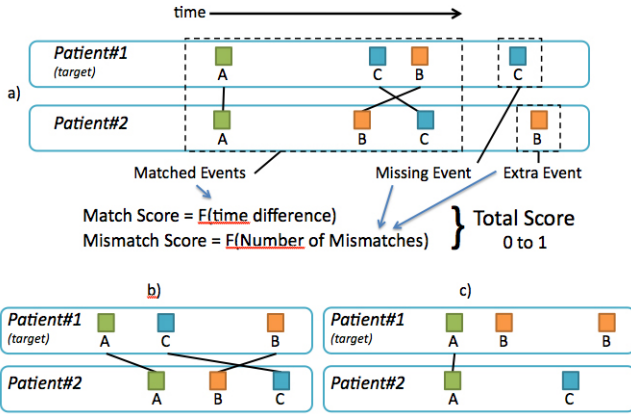 time
Patient#1
(target)
A C B C
a)
Patient#2
A B C B
Matched Events Missing Event Extra Event
Match Score = F(time difference)
Mismatch Score = F(Number of Mismatches)
} Total Score
0 to 1
b) c)
Patient#1
(target)
A C B
Patient#2
A B C
Patient#1
(target)
A B B
Patient#2
A C